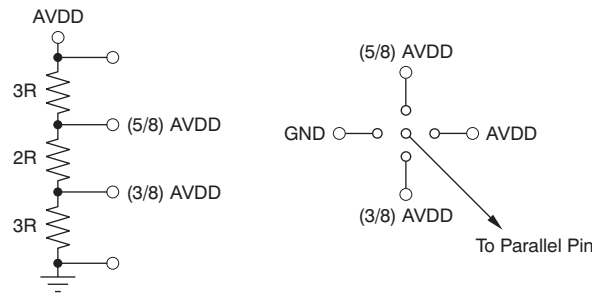 AVDD
3R
(5/8) AVDD
2R
(3/8) AVDD
3R
(5/8) AVDD
GND
AVDD
(3/8) AVDD
To Parallel Pin